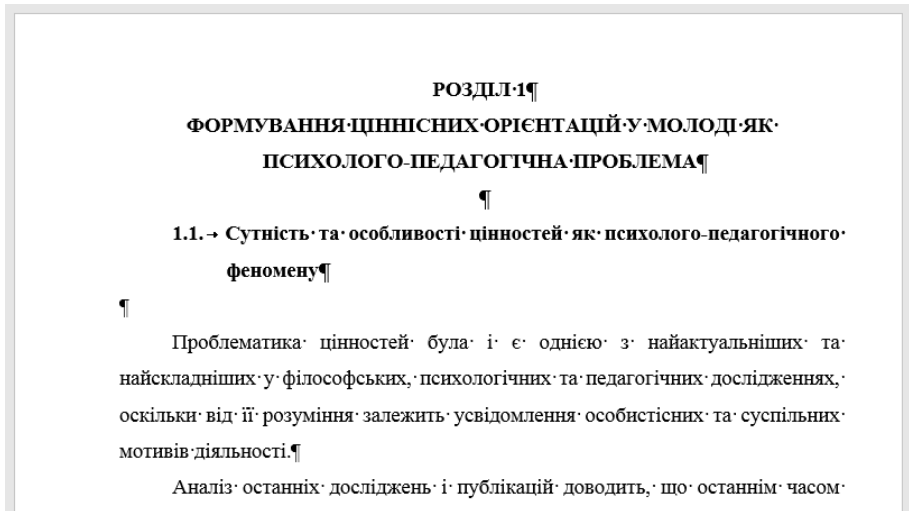 РОЗДІЛ·1¶
ФОРМУВАННЯ·ЦІННІСНИХ·ОРІЄНТАЦІЙ·У·МОЛОДІ·ЯК·
ПСИХОЛОГО-ПЕДАГОГІЧНА·ПРОБЛЕМА¶
¶
1.1.→ Сутність·та·особливості·цінностей·як·психолого-педагогічного·
феномену¶
¶
Проблематика· цінностей· була· і· є· однією· з· найактуальніших· та·
найскладніших·у·філософських,·психологічних·та·педагогічних·дослідженнях,·
оскільки·від·її·розуміння·залежить·усвідомлення·особистісних·та·суспільних·
мотивів·діяльності.¶
Аналіз·останніх·досліджень·і·публікацій·доводить,·що·останнім·часом·